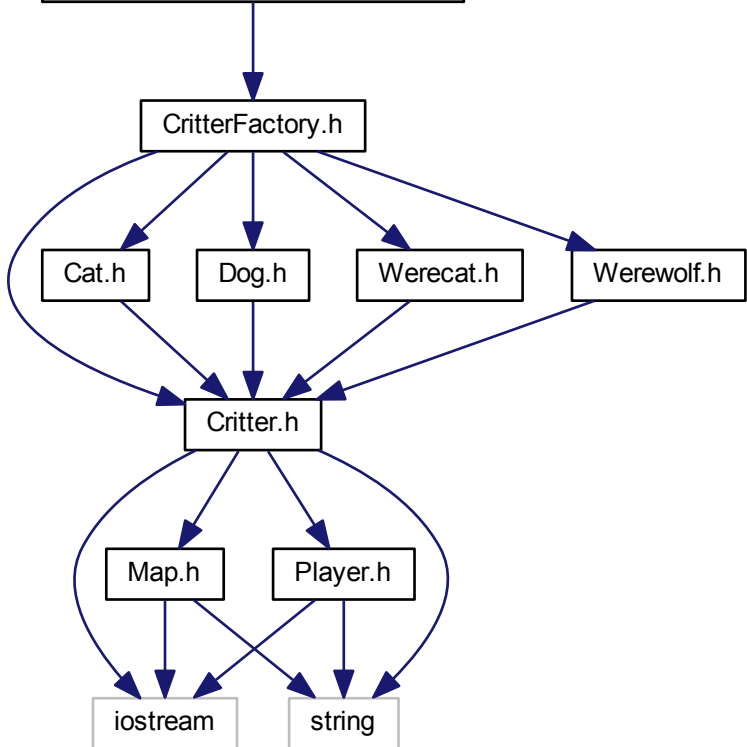 CritterFactory.h
Cat.h
Dog.h
Werecat.h
Werewolf.h
Critter.h
Map.h
Player.h
iostream
string